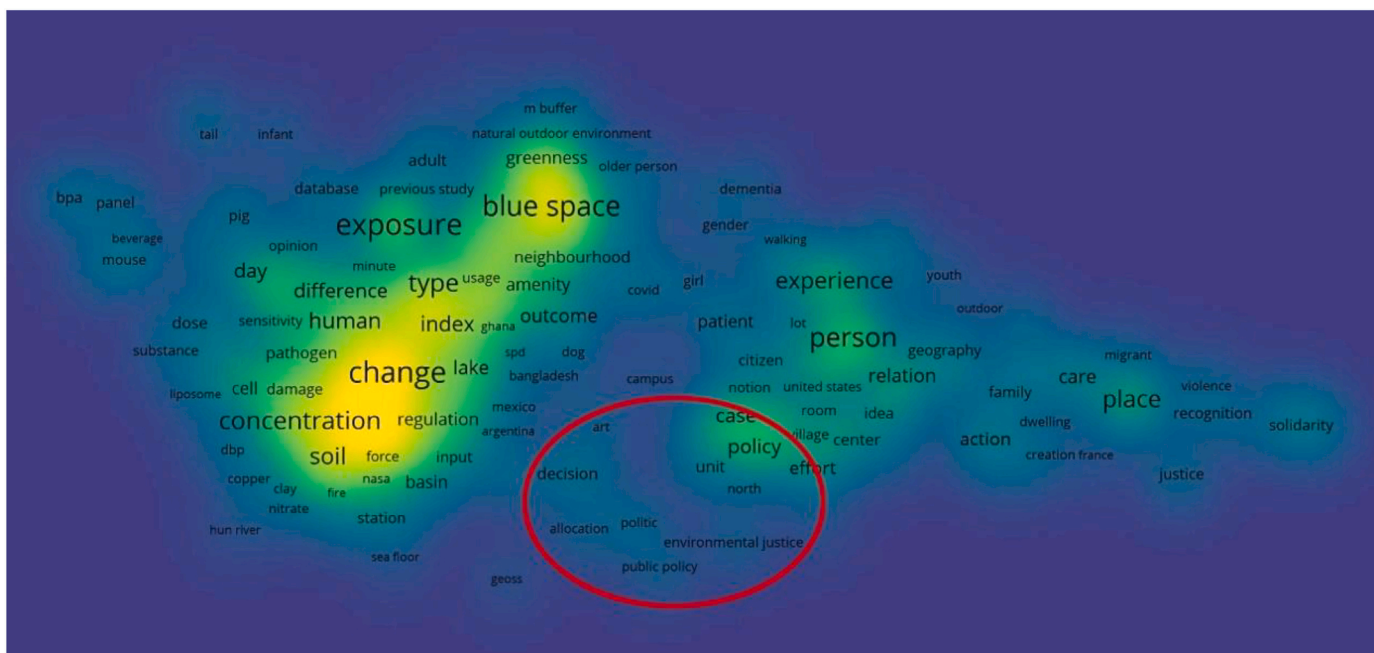 m buffer
tail
infant
natural outdoor environment
adult
greenness
older person
database
previous study
dementia
bpa
panel
pig
exposure
blue space
gender
beverage
opinion
walking
mouse
day
minute
neighbourhood
difference
type
usage
amenity
covid
girl
experience
youth
outdoor
dose
sensitivity
human
index
ghana
outcome
patient
lot
person
substance
pathogen
spd
dog
citizen
geography
migrant
change
lake
bangladesh
campus
relation
care
liposome
cell
damage
notion
united states
family
violence
place
concentration
regulation
mexico
case
room
idea
dwelling
recognition
argentina
art
village
center
action
solidarity
dbp
soil
force
input
policy
creation france
copper
clay
fire
nasa
basin
decision
unit
effort
justice
nitrate
north
station
hun river
allocation
politic
environmental justice
sea floor
public policy
geoss